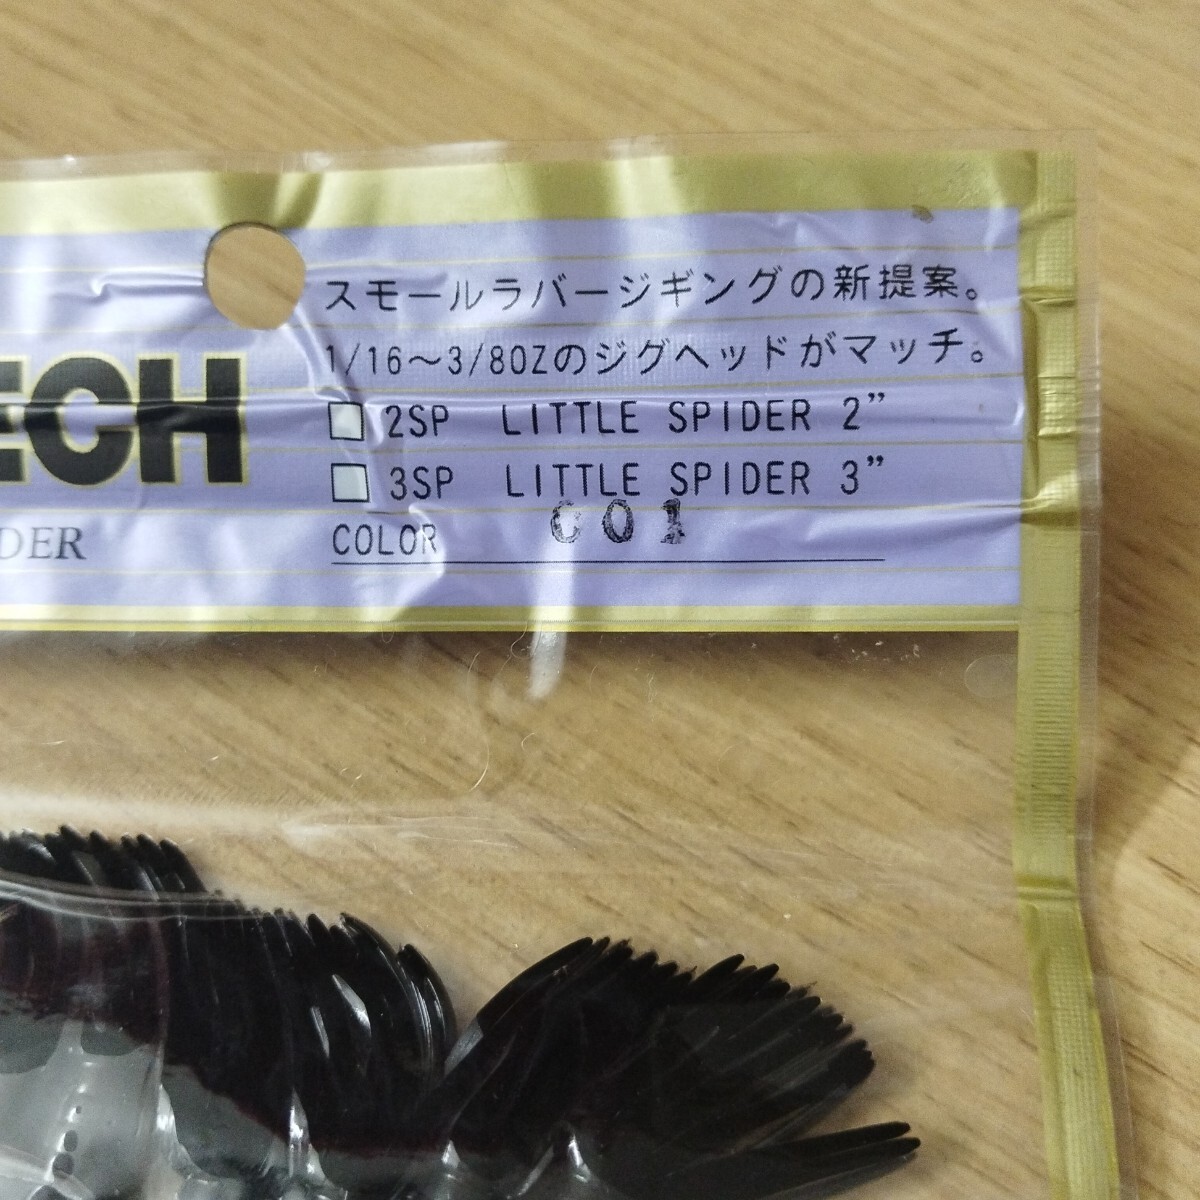 スモールラバージギングの新提案。
1/16〜3/8OZのジグヘッドがマッチ。
ECH
2SP LITTLE SPIDER 2”
3SP LITTLE SPIDER 3”
DER
COLOR 001